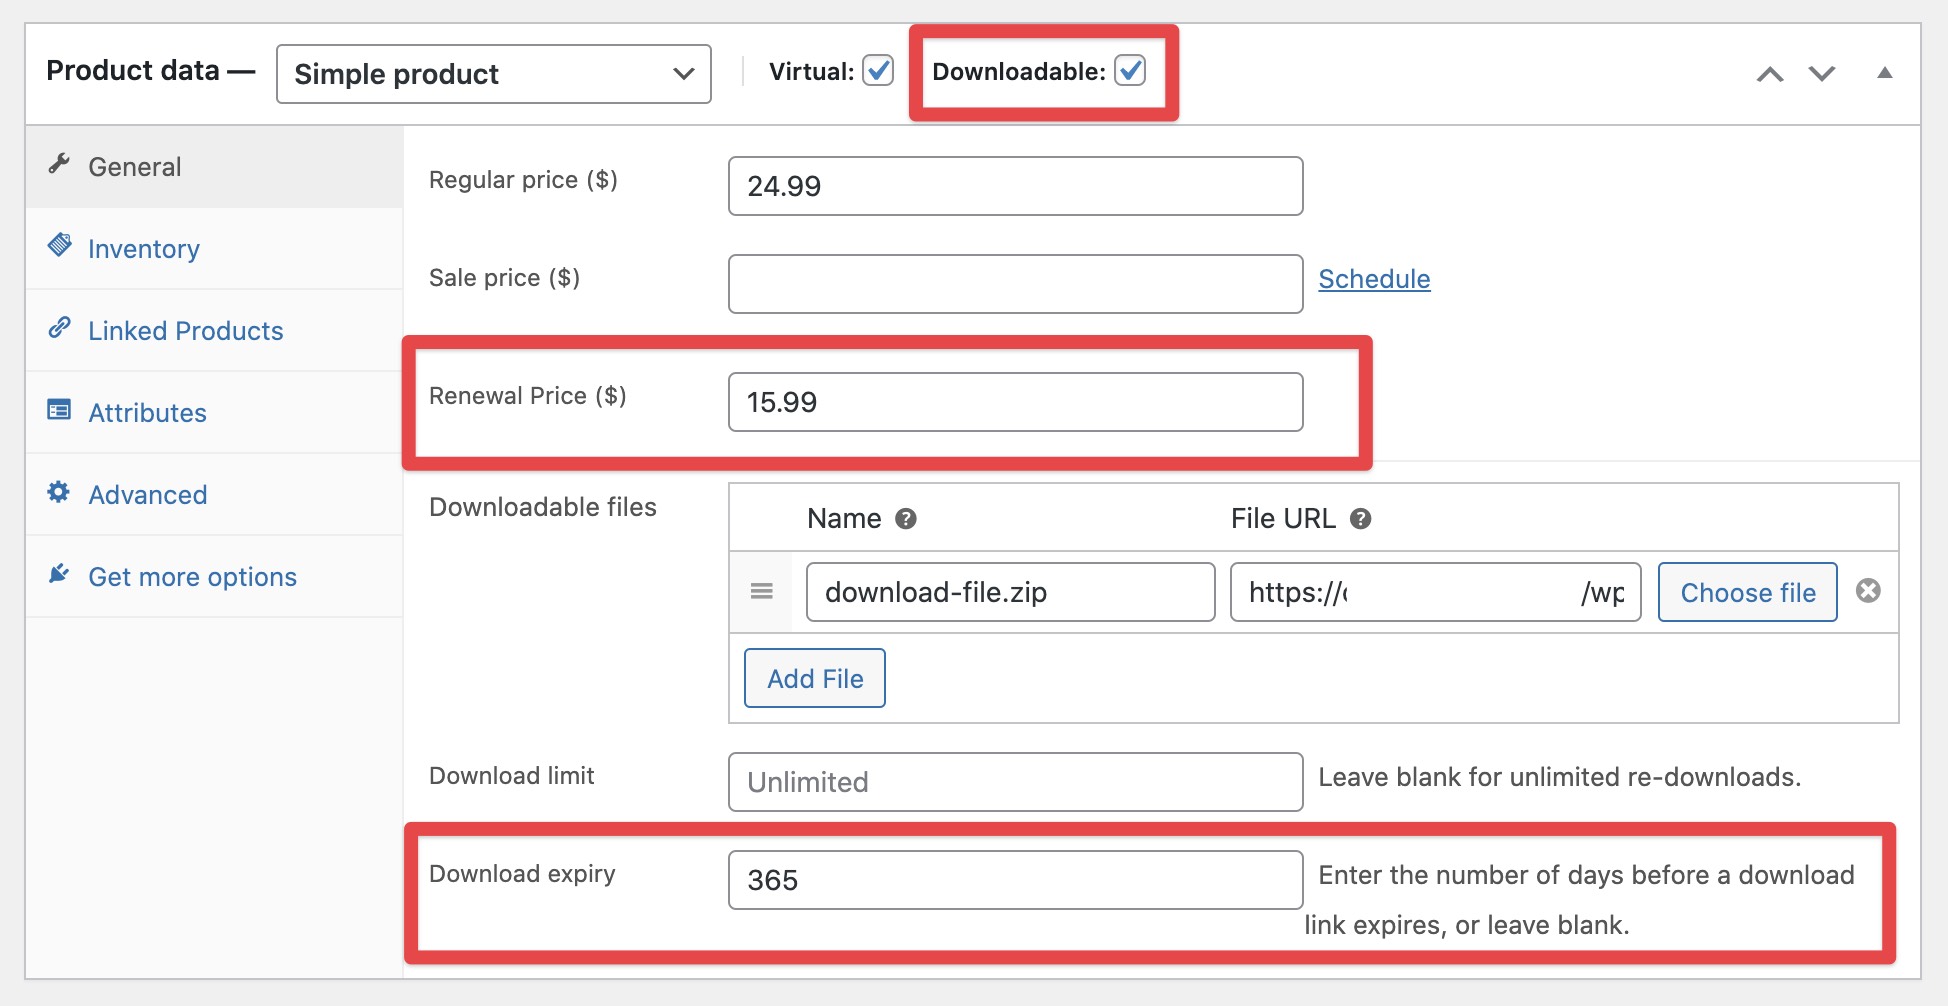 Product data — Simple product Virtual: Downloadable:
General
Inventory
Linked Products
Attributes
Advanced
Get more options
Regular price ($) 24.99
Sale price ($) Schedule
Renewal Price ($) 15.99
Downloadable files
Name ? File URL ?
download-file.zip https:// /wp Choose file
Add File
Download limit Unlimited Leave blank for unlimited re-downloads.
Download expiry 365 Enter the number of days before a download
link expires, or leave blank.